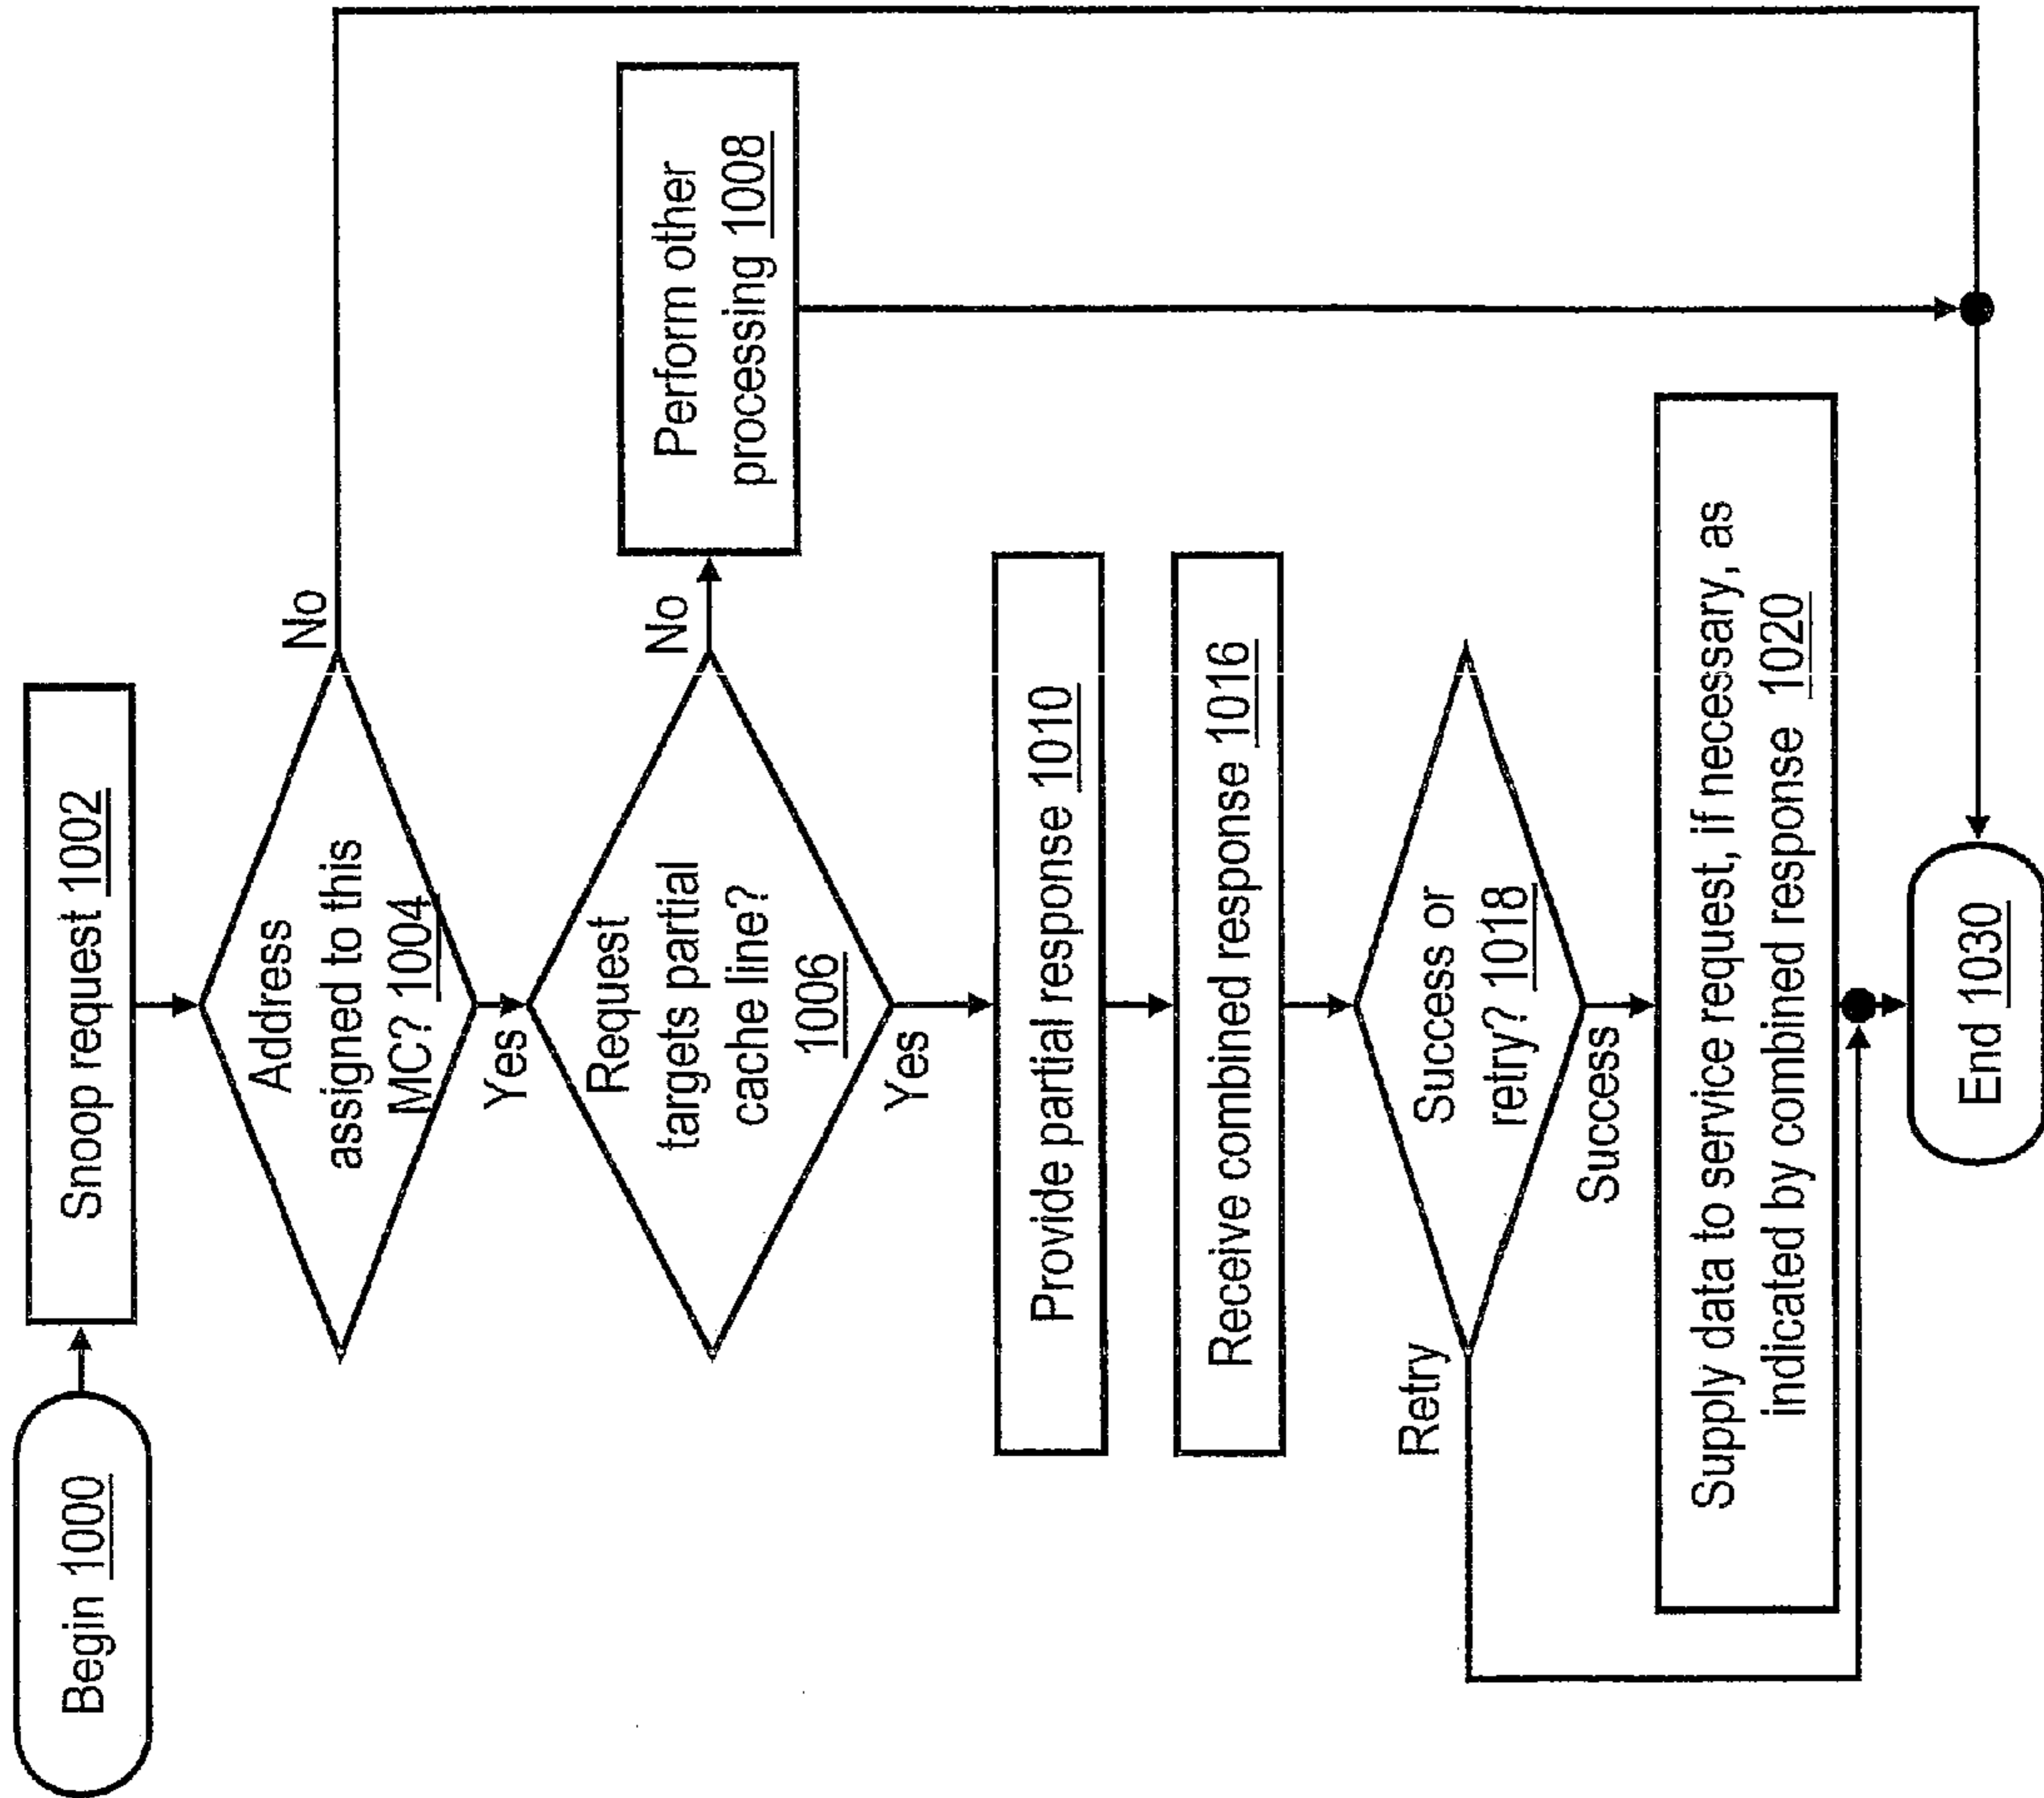 Begin 1000
Snoop request 1002
Address
assigned to this
MC? 1004
No
Yes
Request
targets partial
cache line?
1006
No
Perform other
processing 1008
Yes
Provide partial response 1010
Receive combined response 1016
Success or
retry? 1018
Retry
Success
Supply data to service request, if necessary, as
indicated by combined response 1020
End 1030